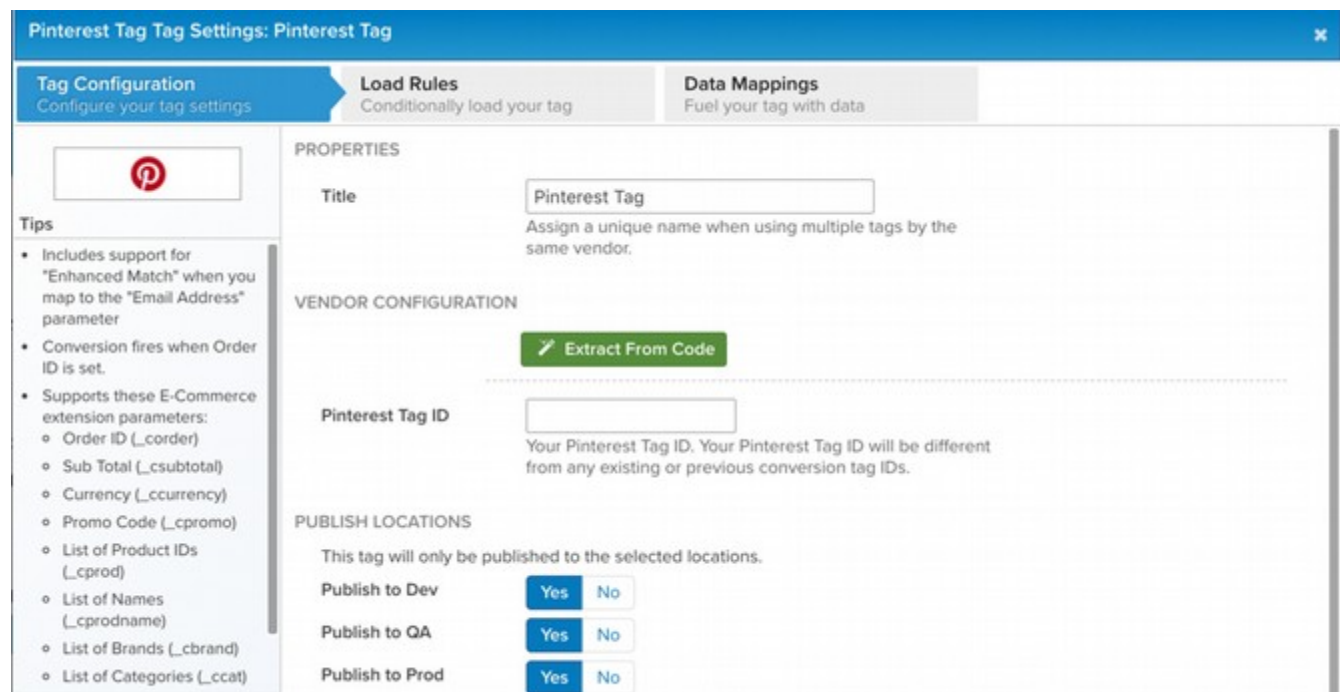 Pinterest Tag Tag Settings: Pinterest Tag
Tag Configuration
Configure your tag settings
Load Rules
Conditionally load your tag
Data Mappings
Fuel your tag with data
Tips
Includes support for
"Enhanced Match" when you
map to the "Email Address"
parameter
Conversion fires when Order
ID is set.
Supports these E-Commerce
extension parameters:
Order ID (_corder)
Sub Total (_csubtotal)
Currency (_ccurrency)
Promo Code (_cpromo)
List of Product IDs
(_cprod)
List of Names
(_cprodname)
List of Brands (_cbrand)
List of Categories (_ccat)
PROPERTIES
Title
Pinterest Tag
Assign a unique name when using multiple tags by the
same vendor.
VENDOR CONFIGURATION
Extract From Code
Pinterest Tag ID
Your Pinterest Tag ID. Your Pinterest Tag ID will be different
from any existing or previous conversion tag IDs.
PUBLISH LOCATIONS
This tag will only be published to the selected locations.
Publish to Dev Yes No
Publish to QA Yes No
Publish to Prod Yes No